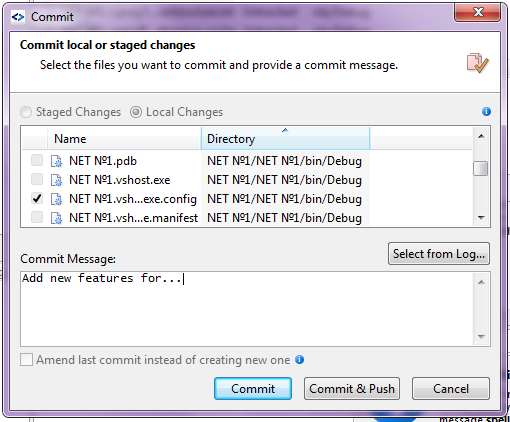 Commit
Commit local or staged changes
Select the files you want to commit and provide a commit message.
Staged Changes Local Changes
Name Directory
NET №1.pdb NET №1/NET №1/bin/Debug
NET №1.vshost.exe NET №1/NET №1/bin/Debug
NET №1.vsh...exe.config NET №1/NET №1/bin/Debug
NET №1.vsh...e.manifest NET №1/NET №1/bin/Debug
Select from Log...
Commit Message:
Add new features for...
Amend last commit instead of creating new one
Commit Commit & Push Cancel
message shell